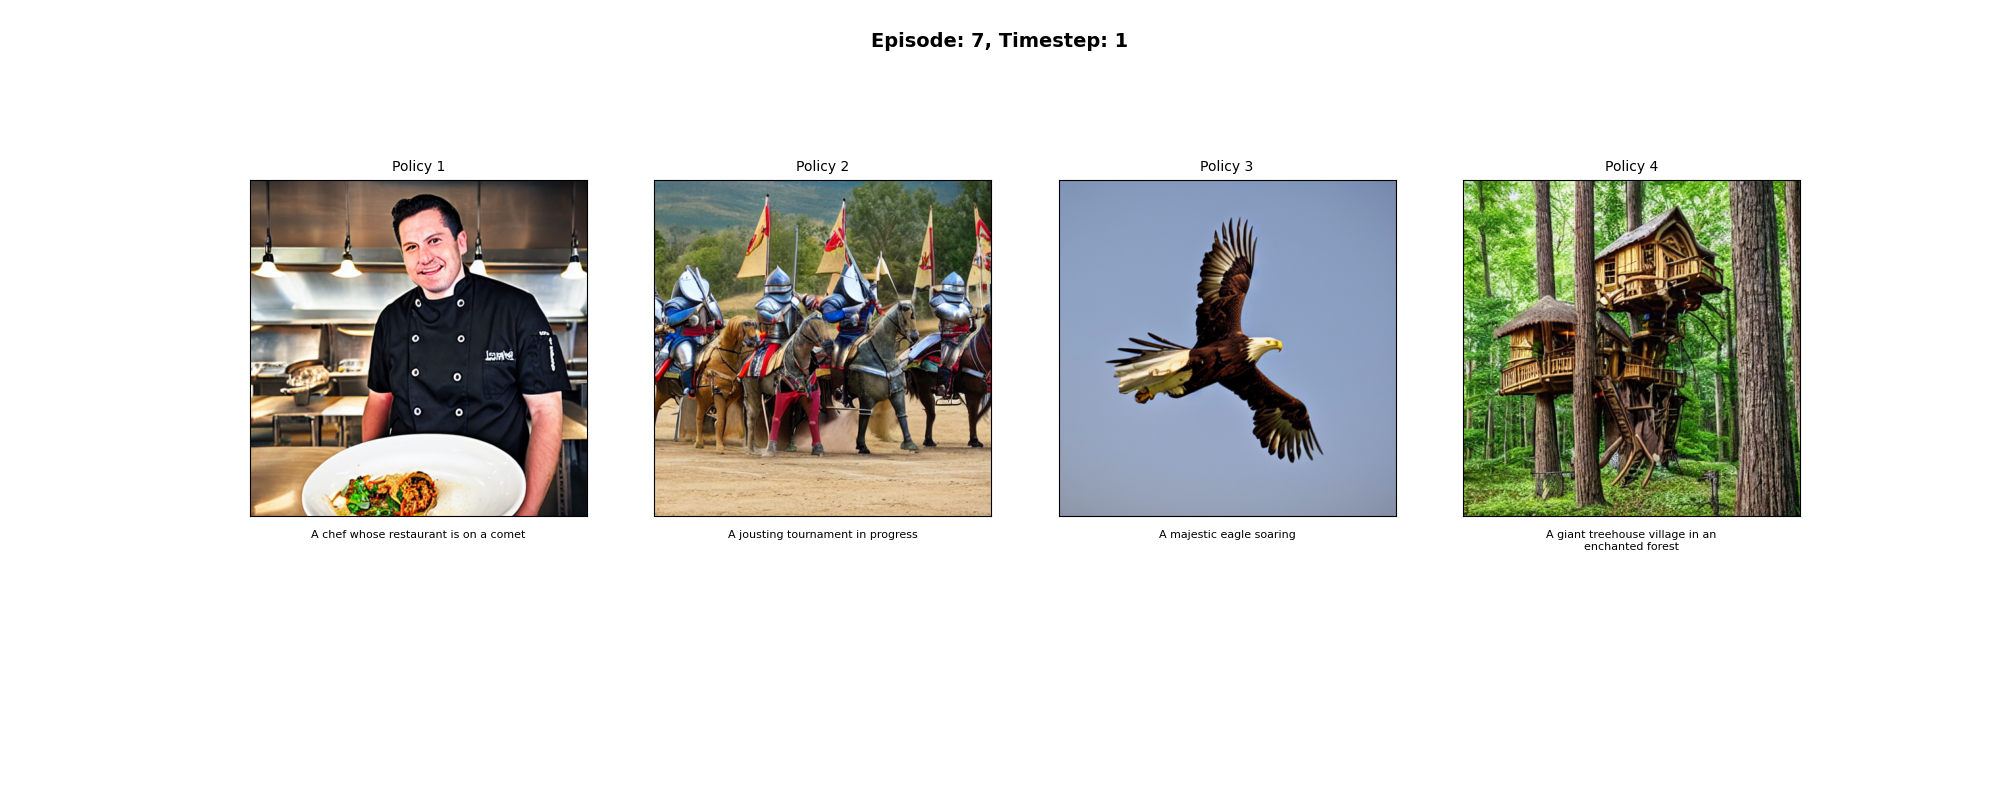 Episode: 7, Timestep: 1
Policy 1
Policy 2
Policy 3
Policy 4
A chef whose restaurant is on a comet
A jousting tournament in progress
A majestic eagle soaring
A giant treehouse village in an
enchanted forest